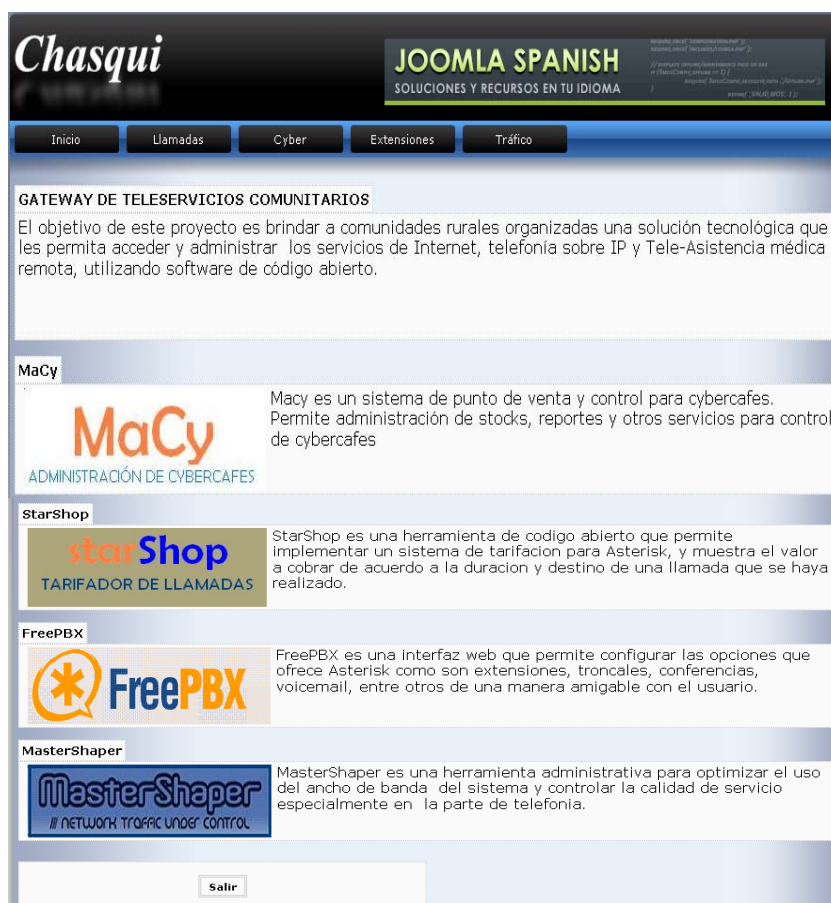 Chasqui
JOOMLA SPANISH
SOLUCIONES Y RECURSOS EN TU IDIOMA
Inicio Llamadas Cyber Extensiones Tráfico
GATEWAY DE TELESERVICIOS COMUNITARIOS
El objetivo de este proyecto es brindar a comunidades rurales organizadas una solución tecnológica que
les permita acceder y administrar los servicios de Internet, telefonía sobre IP y Tele-Asistencia médica
remota, utilizando software de código abierto.
MaCy
MaCy
ADMINISTRACIÓN DE CYBERCAFES
Macy es un sistema de punto de venta y control para cybercafes.
Permite administración de stocks, reportes y otros servicios para control
de cybercafes
StarShop
starShop
TARIFADOR DE LLAMADAS
StarShop es una herramienta de codigo abierto que permite
implementar un sistema de tarifacion para Asterisk, y muestra el valor
a cobrar de acuerdo a la duracion y destino de una llamada que se haya
realizado.
FreePBX
FreePBX
FreePBX es una interfaz web que permite configurar las opciones que
ofrece Asterisk como son extensiones, troncales, conferencias,
voicemail, entre otros de una manera amigable con el usuario.
MasterShaper
MasterShaper
/// NETWORK TRAFFIC UNDER CONTROL
MasterShaper es una herramienta administrativa para optimizar el uso
del ancho de banda del sistema y controlar la calidad de servicio
especialmente en la parte de telefonia.
Salir